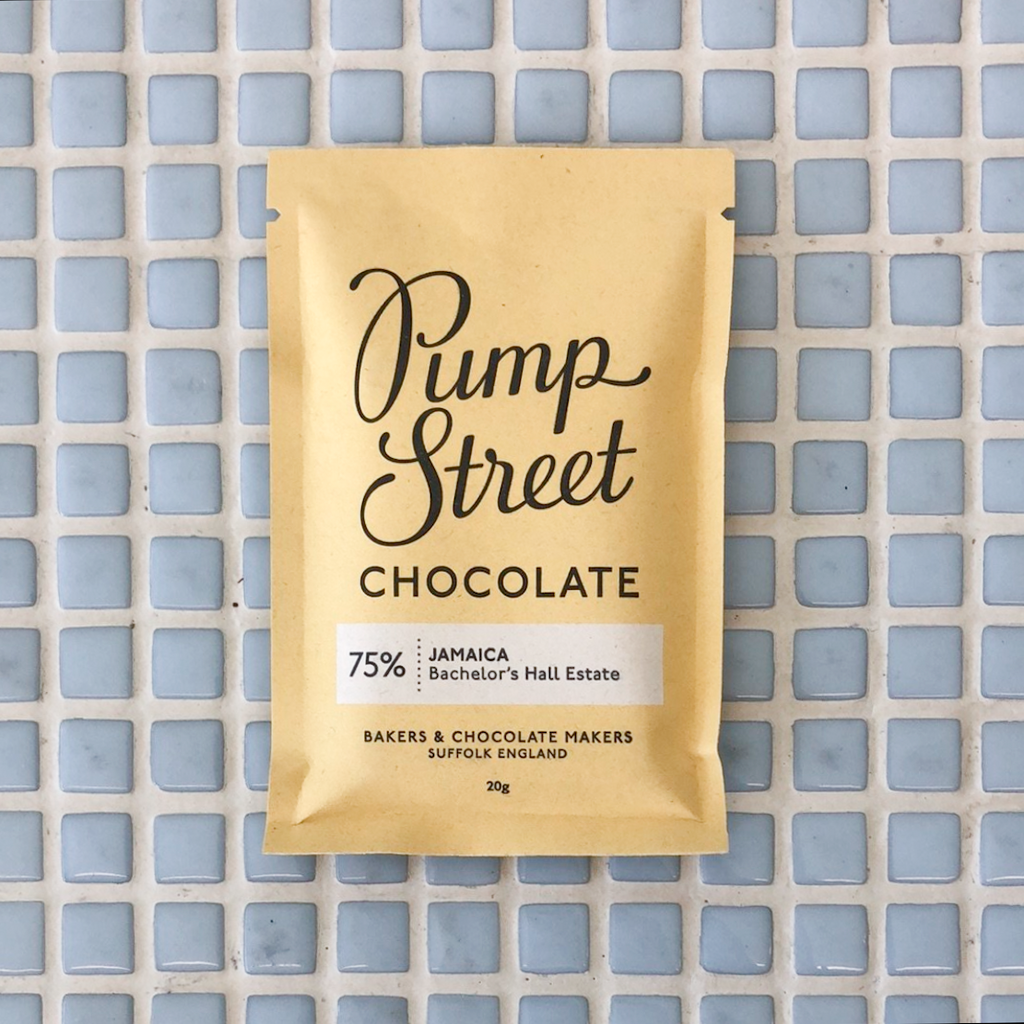 Pump
Street
CHOCOLATE
75%
JAMAICA
Bachelor's Hall Estate
BAKERS & CHOCOLATE MAKERS
SUFFOLK ENGLAND
20g